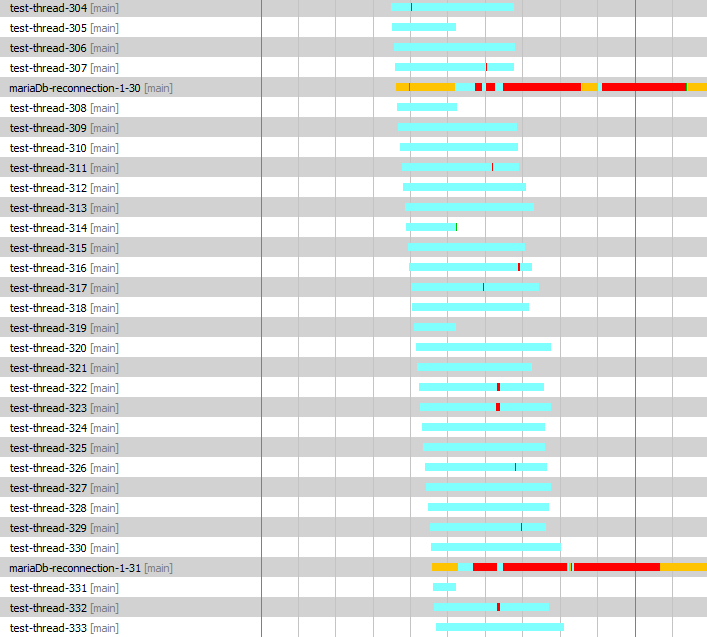 test-thread-304 [main]
test-thread-305 [main]
test-thread-306 [main]
test-thread-307 [main]
mariaDb-reconnection-1-30 [main]
test-thread-308 [main]
test-thread-309 [main]
test-thread-310 [main]
test-thread-311 [main]
test-thread-312 [main]
test-thread-313 [main]
test-thread-314 [main]
test-thread-315 [main]
test-thread-316 [main]
test-thread-317 [main]
test-thread-318 [main]
test-thread-319 [main]
test-thread-320 [main]
test-thread-321 [main]
test-thread-322 [main]
test-thread-323 [main]
test-thread-324 [main]
test-thread-325 [main]
test-thread-326 [main]
test-thread-327 [main]
test-thread-328 [main]
test-thread-329 [main]
test-thread-330 [main]
mariaDb-reconnection-1-31 [main]
test-thread-331 [main]
test-thread-332 [main]
test-thread-333 [main]